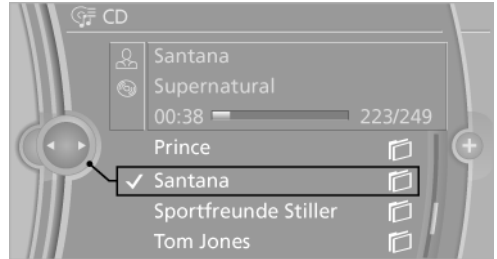 CD
Santana
Supernatural
00:38 223/249
Prince
Santana
Sportfreunde Stiller
Tom Jones